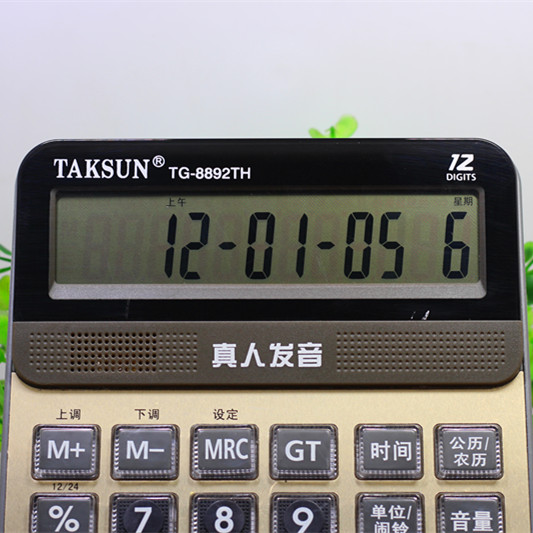 TAKSUN® TG-8892TH 12
DIGITS
上午 星期
12-01-05 6
真人发音
上调 下调 设定
M+ M− MRC GT 时间 公历/
农历
12/24
% 7 8 9 单位/
闹铃 音量